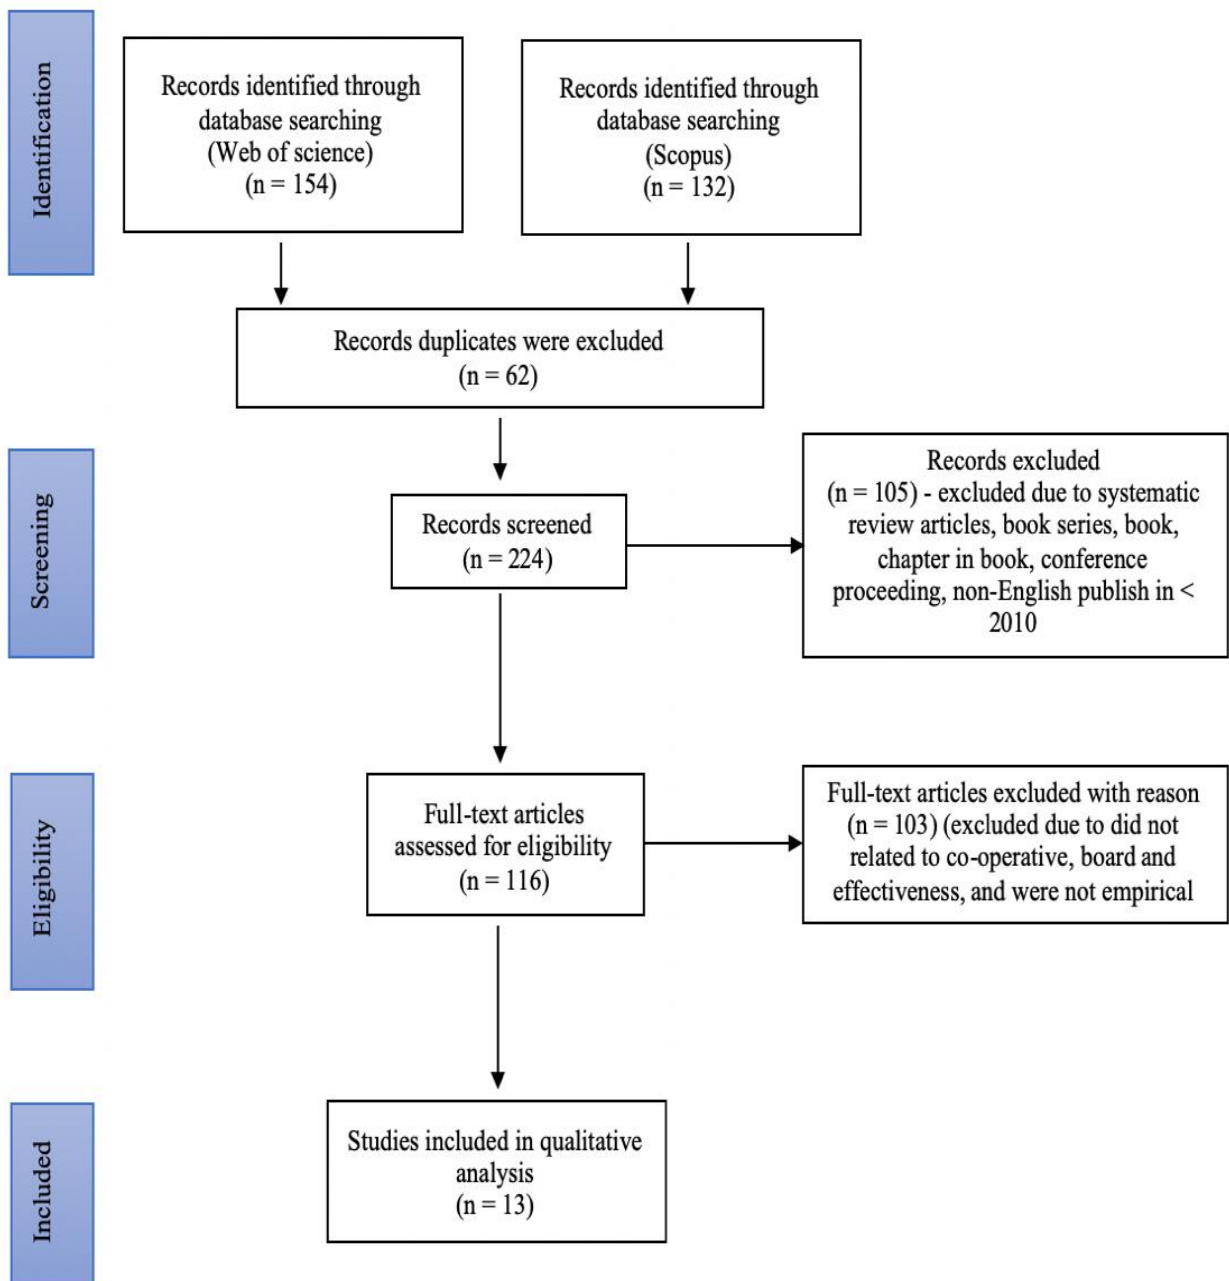 Identification
Records identified through
database searching
(Web of science)
(n = 154)
Records identified through
database searching
(Scopus)
(n = 132)
Records duplicates were excluded
(n = 62)
Screening
Records screened
(n = 224)
Records excluded
(n = 105) - excluded due to systematic
review articles, book series, book,
chapter in book, conference
proceeding, non-English publish in <
2010
Eligibility
Full-text articles
assessed for eligibility
(n = 116)
Full-text articles excluded with reason
(n = 103) (excluded due to did not
related to co-operative, board and
effectiveness, and were not empirical
Included
Studies included in qualitative
analysis
(n = 13)